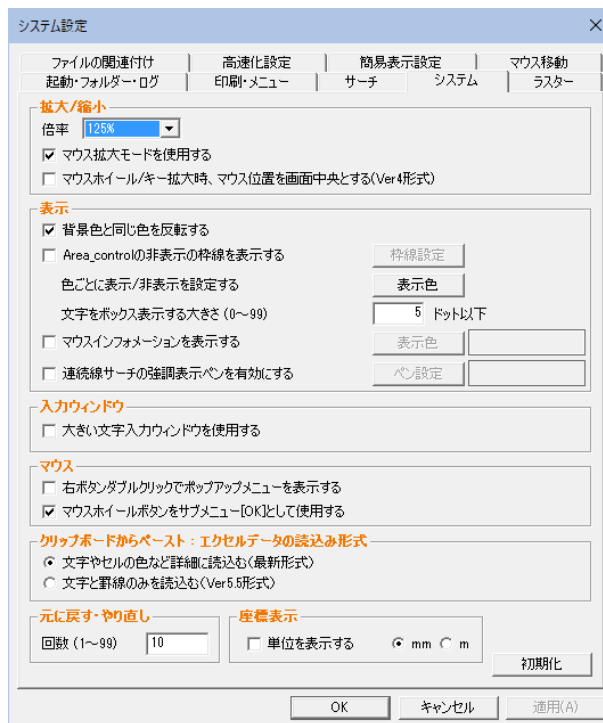 システム設定
ファイルの関連付け 高速化設定 簡易表示設定 マウス移動
起動・フォルダー・ログ 印刷・メニュー サーチ システム ラスター
拡大/縮小
倍率 125%
マウス拡大モードを使用する
マウスホイール/キー拡大時、マウス位置を画面中央とする(Ver4形式)
表示
背景色と同じ色を反転する
Area_controlの非表示の枠線を表示する 枠線設定
色ごとに表示/非表示を設定する 表示色
文字をボックス表示する大きさ(0～99) 5 ドット以下
マウスインフォメーションを表示する 表示色
連続線サーチの強調表示ペンを有効にする ペン設定
入力ウィンドウ
大きい文字入力ウィンドウを使用する
マウス
右ボタンダブルクリックでポップアップメニューを表示する
マウスホイールボタンをサブメニュー[OK]として使用する
クリップボードからペースト：エクセルデータの読込み形式
文字やセルの色など詳細に読込む(最新形式)
文字と罫線のみを読込む(Ver5.5形式)
元に戻す・やり直し 座標表示
回数(1～99) 10 単位を表示する mm m
初期化
OK キャンセル 適用(A)